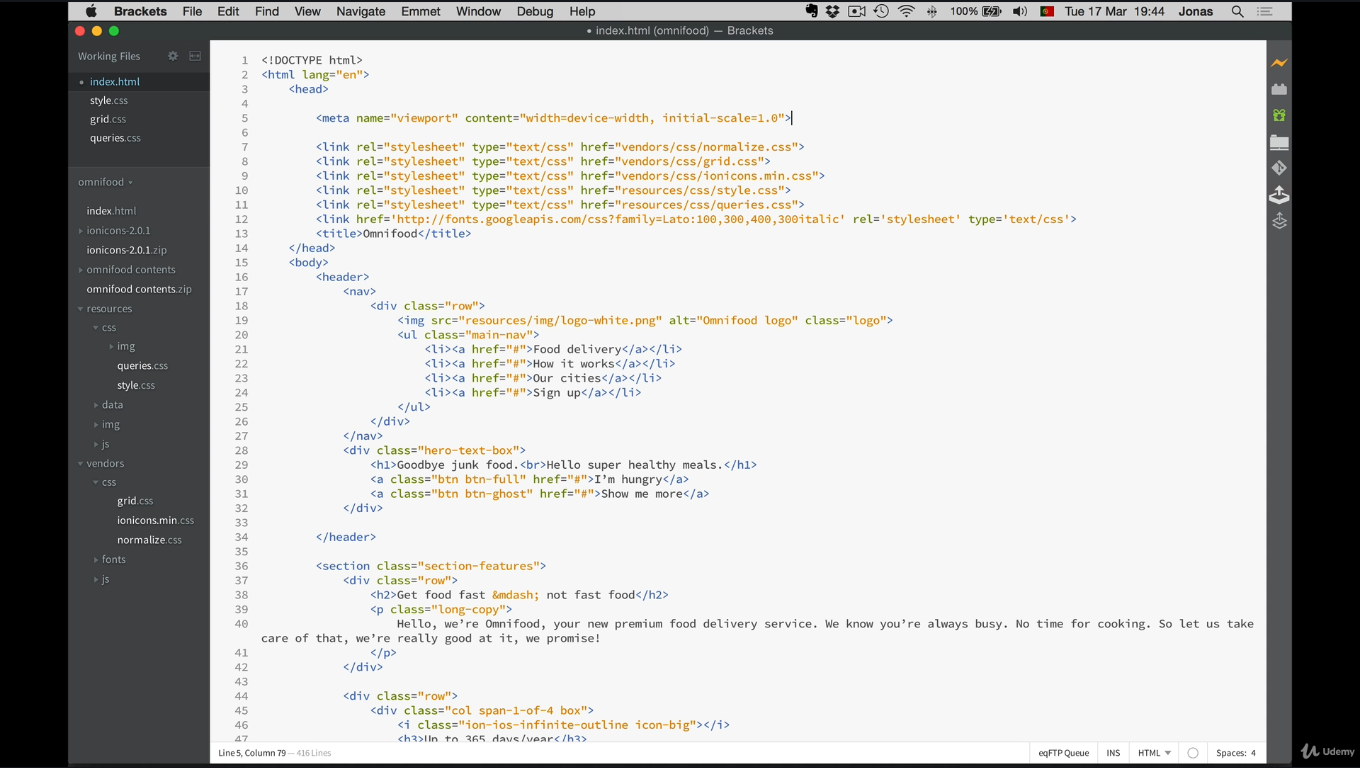 Brackets File Edit Find View Navigate Emmet Window Debug Help 100% Tue 17 Mar 19:44 Jonas
• index.html (omnifood) — Brackets
Working Files
• index.html
style.css
grid.css
queries.css
omnifood
index.html
ionicons-2.0.1
ionicons-2.0.1.zip
omnifood contents
omnifood contents.zip
resources
css
img
queries.css
style.css
data
img
js
vendors
css
grid.css
ionicons.min.css
normalize.css
fonts
js
1 <!DOCTYPE html>
2 <html lang="en">
3 <head>
4
5 <meta name="viewport" content="width=device-width, initial-scale=1.0">
6
7 <link rel="stylesheet" type="text/css" href="vendors/css/normalize.css">
8 <link rel="stylesheet" type="text/css" href="vendors/css/grid.css">
9 <link rel="stylesheet" type="text/css" href="vendors/css/ionicons.min.css">
10 <link rel="stylesheet" type="text/css" href="resources/css/style.css">
11 <link rel="stylesheet" type="text/css" href="resources/css/queries.css">
12 <link href='http://fonts.googleapis.com/css?family=Lato:100,300,400,300italic' rel='stylesheet' type='text/css'>
13 <title>Omnifood</title>
14 </head>
15 <body>
16 <header>
17 <nav>
18 <div class="row">
19 <img src="resources/img/logo-white.png" alt="Omnifood logo" class="logo">
20 <ul class="main-nav">
21 <li><a href="#">Food delivery</a></li>
22 <li><a href="#">How it works</a></li>
23 <li><a href="#">Our cities</a></li>
24 <li><a href="#">Sign up</a></li>
25 </ul>
26 </div>
27 </nav>
28 <div class="hero-text-box">
29 <h1>Goodbye junk food.<br>Hello super healthy meals.</h1>
30 <a class="btn btn-full" href="#">I’m hungry</a>
31 <a class="btn btn-ghost" href="#">Show me more</a>
32 </div>
33
34 </header>
35
36 <section class="section-features">
37 <div class="row">
38 <h2>Get food fast &mdash; not fast food</h2>
39 <p class="long-copy">
40 Hello, we’re Omnifood, your new premium food delivery service. We know you’re always busy. No time for cooking. So let us take
care of that, we’re really good at it, we promise!
41 </p>
42 </div>
43
44 <div class="row">
45 <div class="col span-1-of-4 box">
46 <i class="ion-ios-infinite-outline icon-big"></i>
47 <h3>Up to 365 days/year</h3>
Line 5, Column 79 — 416 Lines eqFTP Queue INS HTML Spaces: 4
Udemy